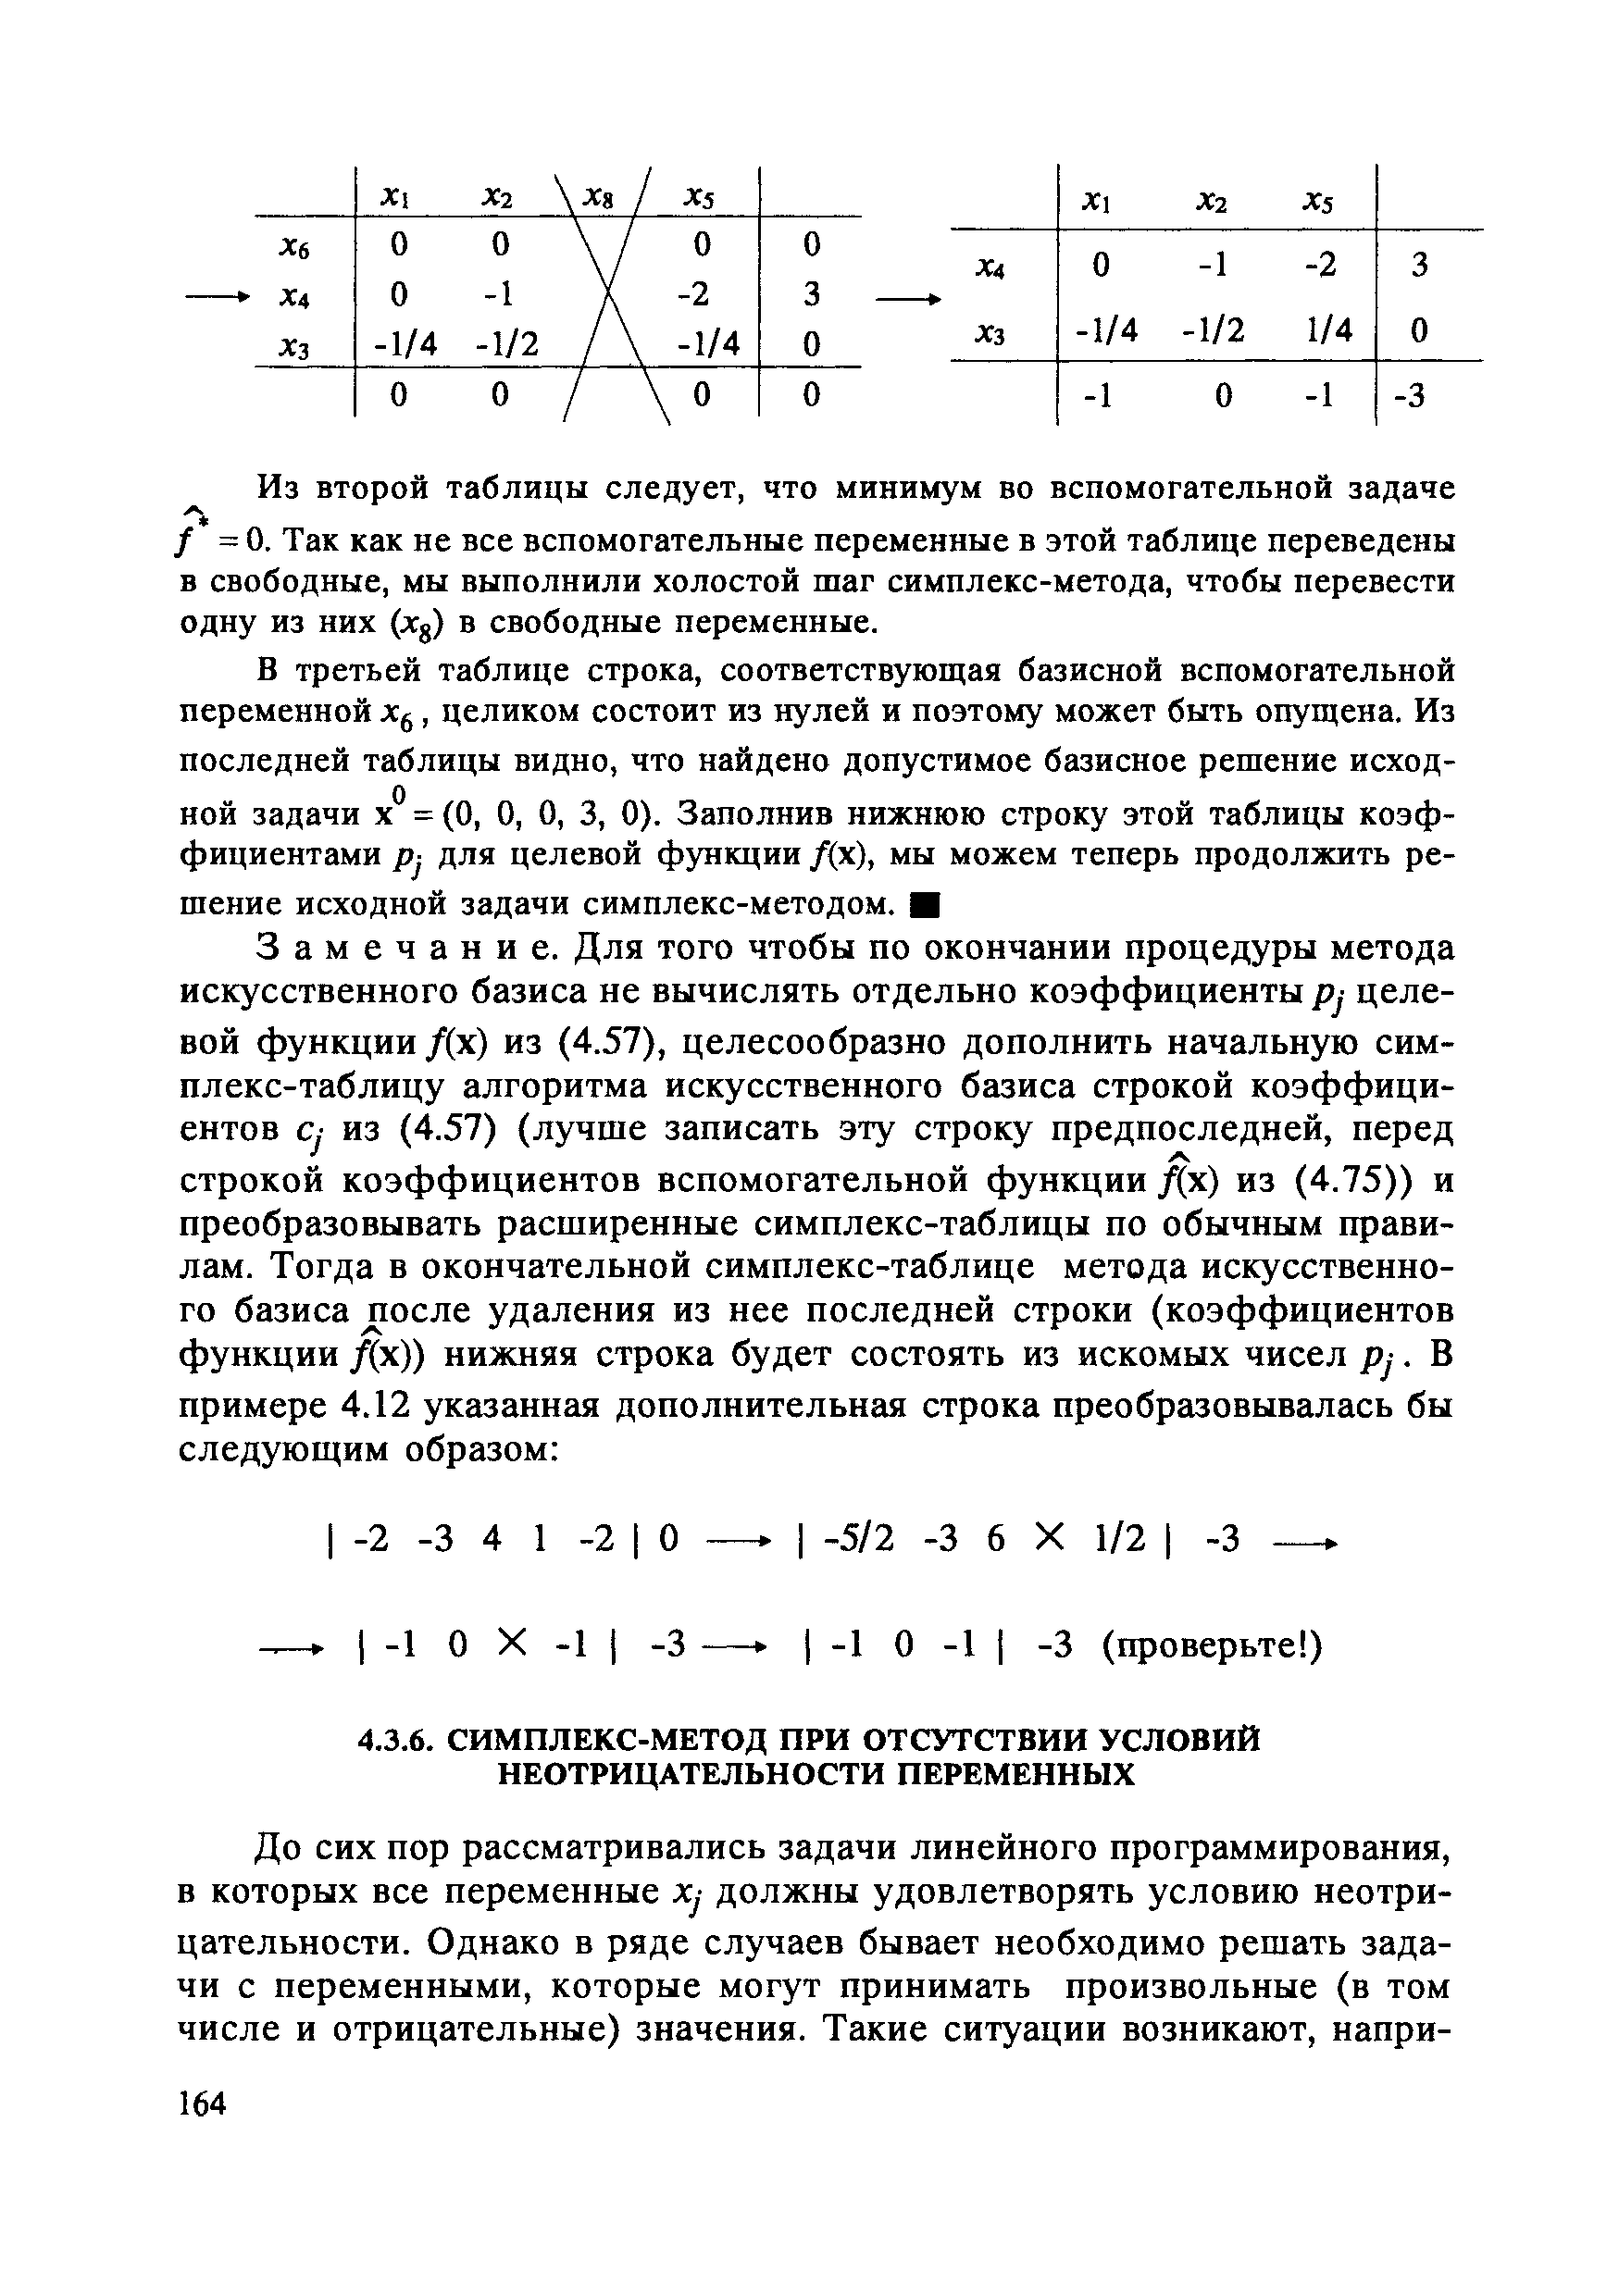 x1 x2 x8 x5
x6 0 0 0 0
x4 0 -1 -2 3
x3 -1/4 -1/2 -1/4 0
0 0 0 0
x1 x2 x5
x4 0 -1 -2 3
x3 -1/4 -1/2 1/4 0
-1 0 -1 -3
Из второй таблицы следует, что минимум во вспомогательной задаче
f̂* = 0. Так как не все вспомогательные переменные в этой таблице переведены
в свободные, мы выполнили холостой шаг симплекс-метода, чтобы перевести
одну из них (x8) в свободные переменные.
В третьей таблице строка, соответствующая базисной вспомогательной
переменной x6, целиком состоит из нулей и поэтому может быть опущена. Из
последней таблицы видно, что найдено допустимое базисное решение исход-
ной задачи x⁰ = (0, 0, 0, 3, 0). Заполнив нижнюю строку этой таблицы коэф-
фициентами pj для целевой функции f(x), мы можем теперь продолжить ре-
шение исходной задачи симплекс-методом. ■
З а м е ч а н и е. Для того чтобы по окончании процедуры метода
искусственного базиса не вычислять отдельно коэффициенты pj целе-
вой функции f(x) из (4.57), целесообразно дополнить начальную сим-
плекс-таблицу алгоритма искусственного базиса строкой коэффици-
ентов cj из (4.57) (лучше записать эту строку предпоследней, перед
строкой коэффициентов вспомогательной функции f̂(x) из (4.75)) и
преобразовывать расширенные симплекс-таблицы по обычным прави-
лам. Тогда в окончательной симплекс-таблице метода искусственно-
го базиса после удаления из нее последней строки (коэффициентов
функции f̂(x)) нижняя строка будет состоять из искомых чисел pj. В
примере 4.12 указанная дополнительная строка преобразовывалась бы
следующим образом:
| -2 -3 4 1 -2 | 0 → | -5/2 -3 6 X 1/2 | -3 →
→ | -1 0 X -1 | -3 → | -1 0 -1 | -3 (проверьте!)
4.3.6. СИМПЛЕКС-МЕТОД ПРИ ОТСУТСТВИИ УСЛОВИЙ
НЕОТРИЦАТЕЛЬНОСТИ ПЕРЕМЕННЫХ
До сих пор рассматривались задачи линейного программирования,
в которых все переменные xj должны удовлетворять условию неотри-
цательности. Однако в ряде случаев бывает необходимо решать зада-
чи с переменными, которые могут принимать произвольные (в том
числе и отрицательные) значения. Такие ситуации возникают, напри-
164